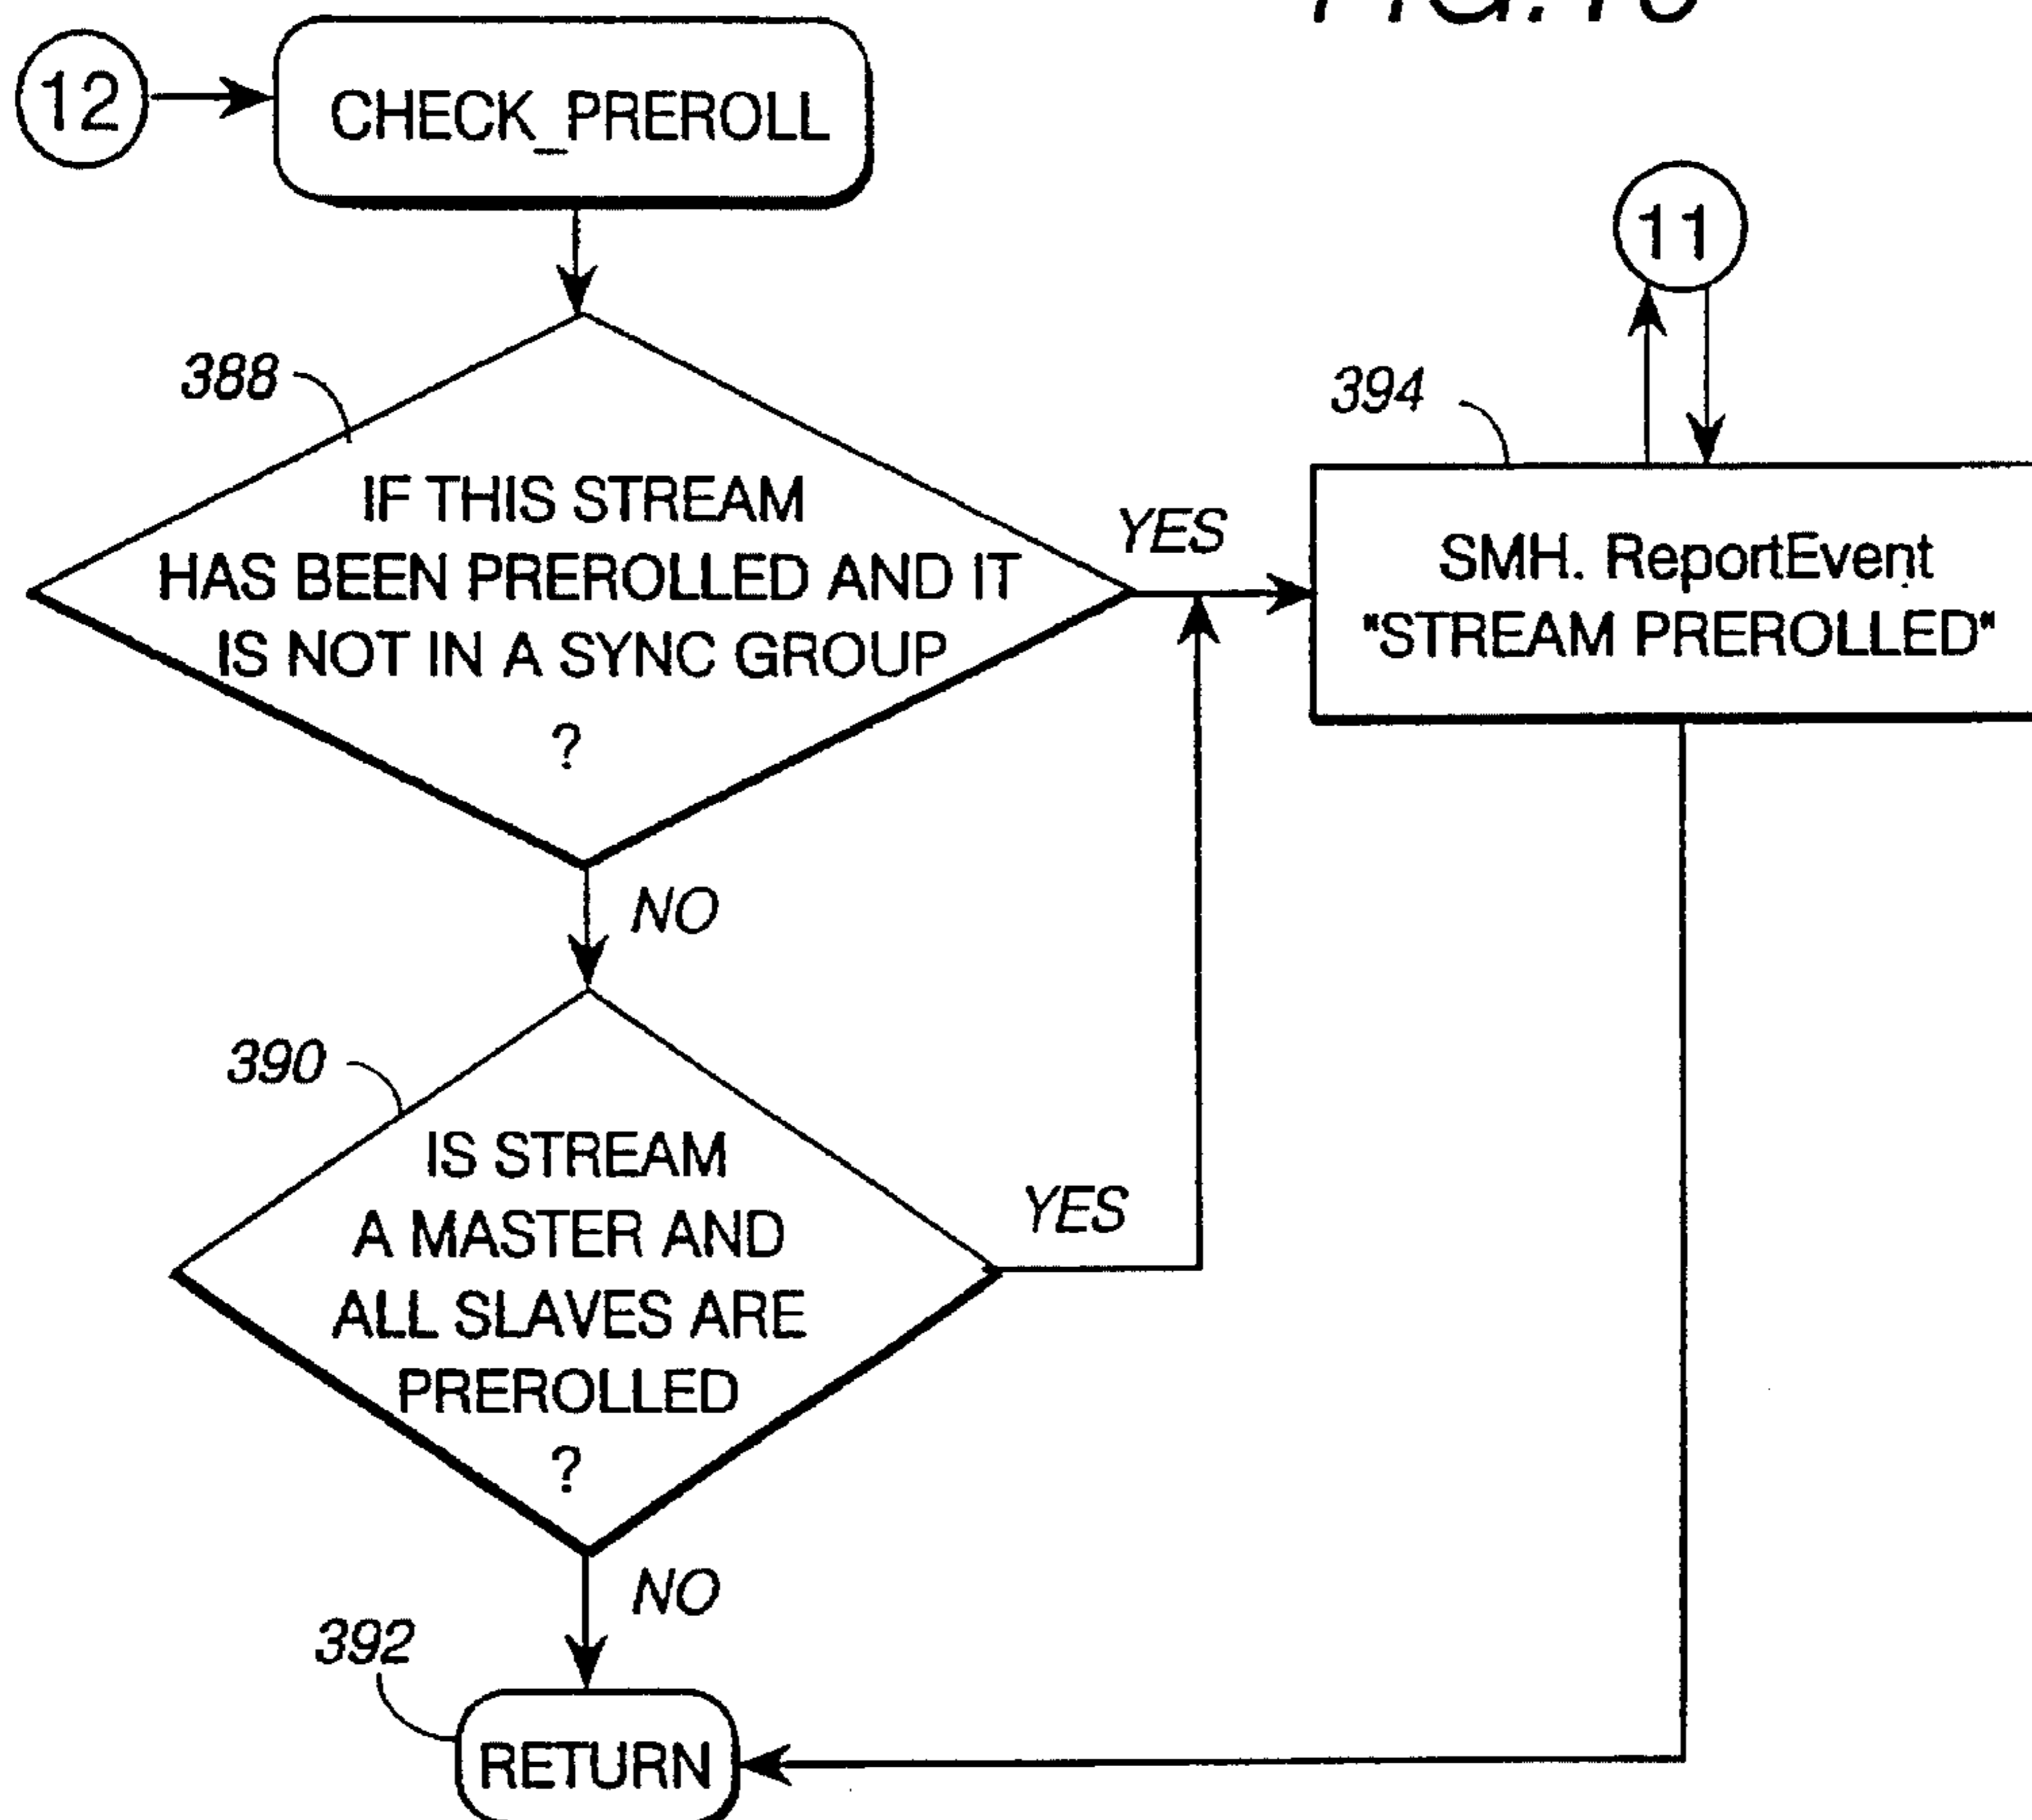 12
CHECK_PREROLL
11
388
394
IF THIS STREAM
HAS BEEN PREROLLED AND IT
IS NOT IN A SYNC GROUP
?
YES
SMH. ReportEvent
"STREAM PREROLLED"
NO
390
IS STREAM
A MASTER AND
ALL SLAVES ARE
PREROLLED
?
YES
NO
392
RETURN